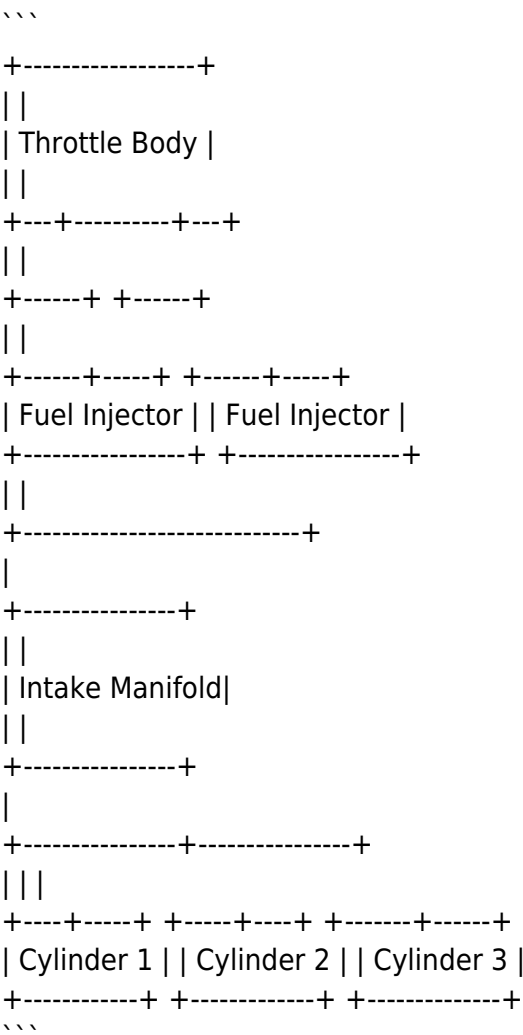 ```
+------------------+
| |
| Throttle Body |
| |
+---+----------+---+
| |
+------+ +------+
| |
+------+-----+ +------+-----+
| Fuel Injector | | Fuel Injector |
+-----------------+ +-----------------+
| |
+-----------------------------+
|
+----------------+
| |
| Intake Manifold|
| |
+----------------+
|
+----------------+----------------+
| | |
+----+-----+ +-----+----+ +-------+------+
| Cylinder 1 | | Cylinder 2 | | Cylinder 3 |
+------------+ +-------------+ +--------------+
```